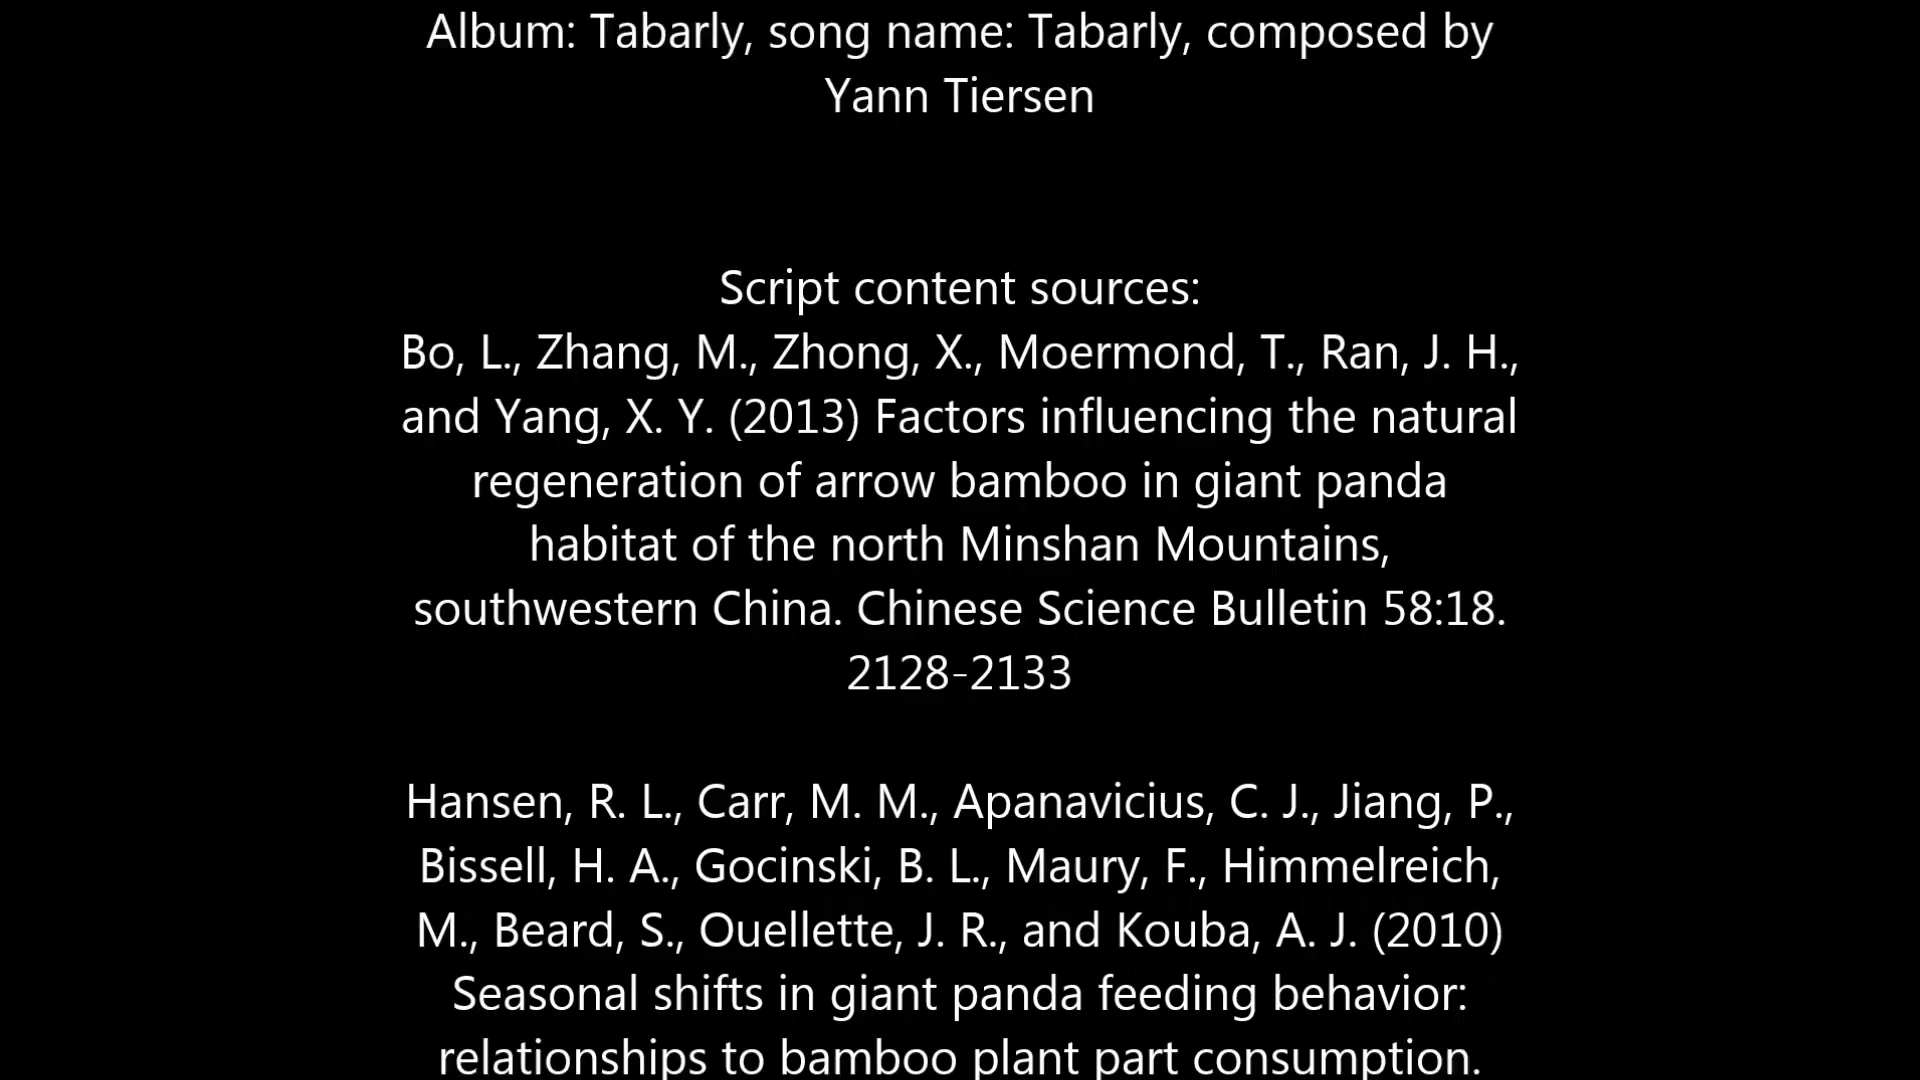 Album: Tabarly, song name: Tabarly, composed by
Yann Tiersen
Script content sources:
Bo, L., Zhang, M., Zhong, X., Moermond, T., Ran, J. H.,
and Yang, X. Y. (2013) Factors influencing the natural
regeneration of arrow bamboo in giant panda
habitat of the north Minshan Mountains,
southwestern China. Chinese Science Bulletin 58:18.
2128-2133
Hansen, R. L., Carr, M. M., Apanavicius, C. J., Jiang, P.,
Bissell, H. A., Gocinski, B. L., Maury, F., Himmelreich,
M., Beard, S., Ouellette, J. R., and Kouba, A. J. (2010)
Seasonal shifts in giant panda feeding behavior:
relationships to bamboo plant part consumption.